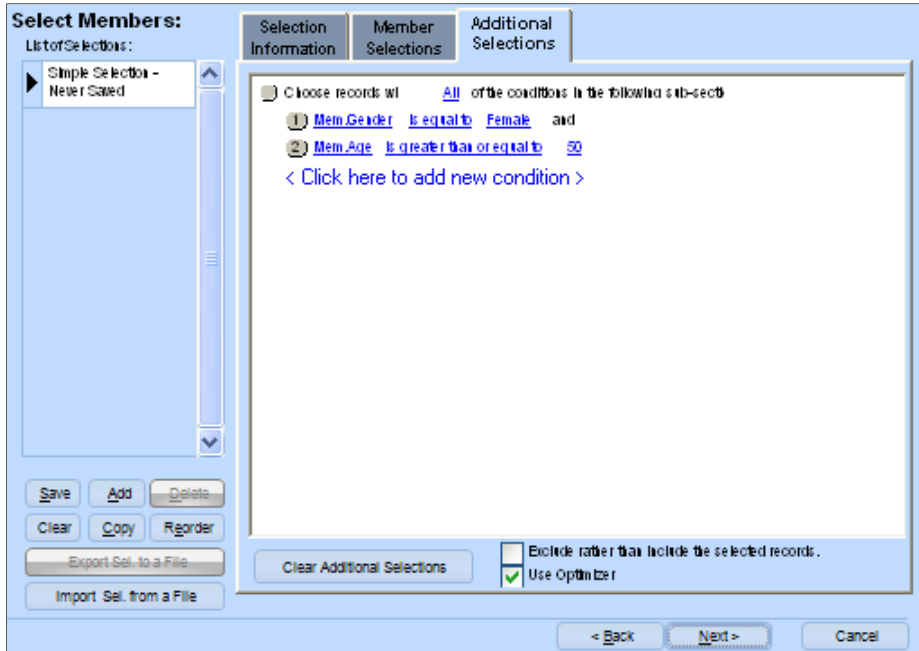 Select Members:
List of Selections:
Simple Selection -
Never Saved
Selection
Information
Member
Selections
Additional
Selections
Choose records wi All of the conditions in the following sub-secti
1) Mem.Gender is equal to Female and
2) Mem.Age is greater than or equal to 50
< Click here to add new condition >
Save Add Delete
Clear Copy Reorder
Export Sel. to a File
Import Sel. from a File
Clear Additional Selections
Exclude rather than include the selected records.
Use Optimizer
< Back Next > Cancel